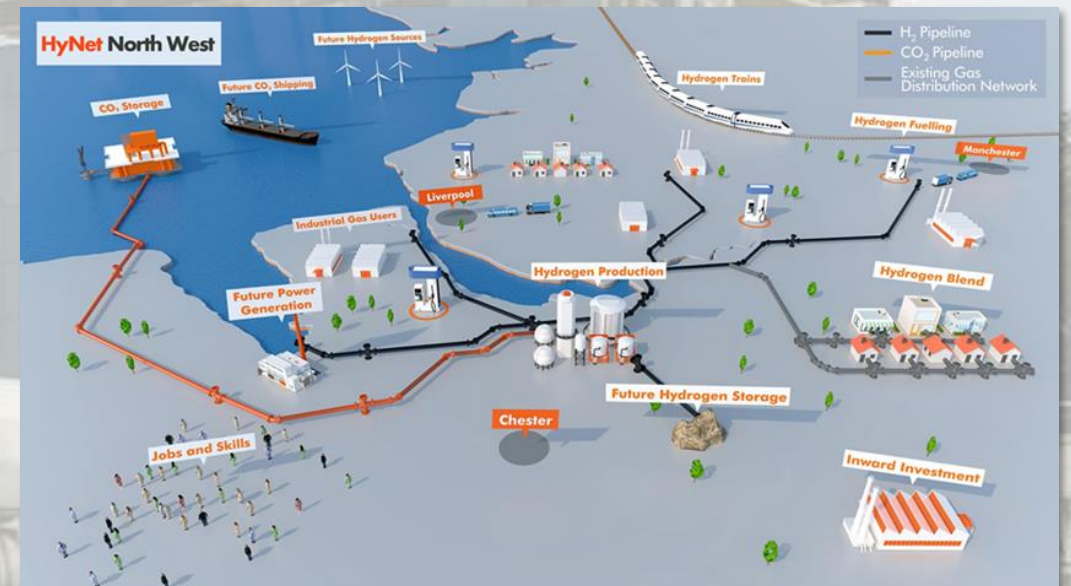 HyNet North West
Future Hydrogen Sources
H₂ Pipeline
CO₂ Pipeline
Existing Gas
Distribution Network
CO₂ Storage
Future CO₂ Shipping
Hydrogen Trains
Hydrogen Fuelling
Manchester
Liverpool
Industrial Gas Users
Hydrogen Production
Hydrogen Blend
Future Power
Generation
Future Hydrogen Storage
Chester
Jobs and Skills
Inward Investment